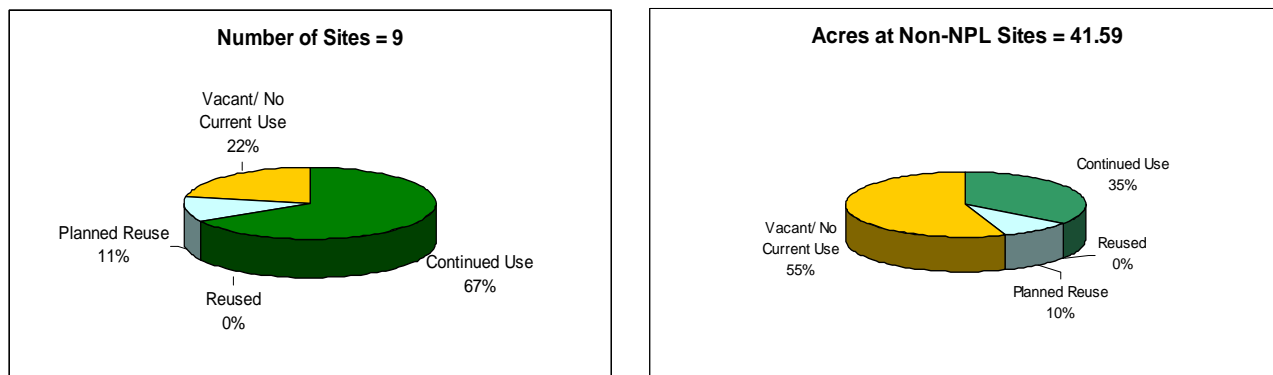 Number of Sites = 9
Vacant/ No
Current Use
22%
Planned Reuse
11%
Reused
0%
Continued Use
67%
Acres at Non-NPL Sites = 41.59
Continued Use
35%
Vacant/ No
Current Use
55%
Reused
0%
Planned Reuse
10%